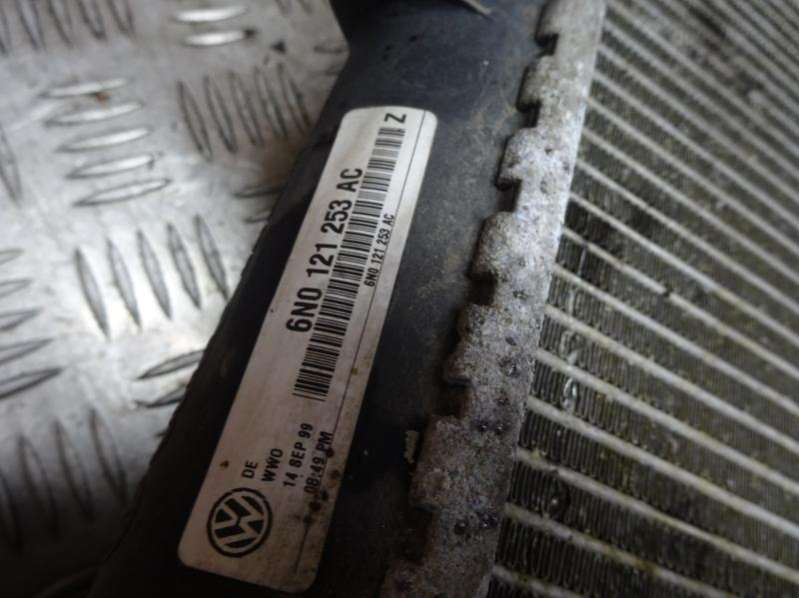 6N0 121 253 AC
Z
6N0 121 253 AC
DE
WWO
14 SEP 99
08:49 PM